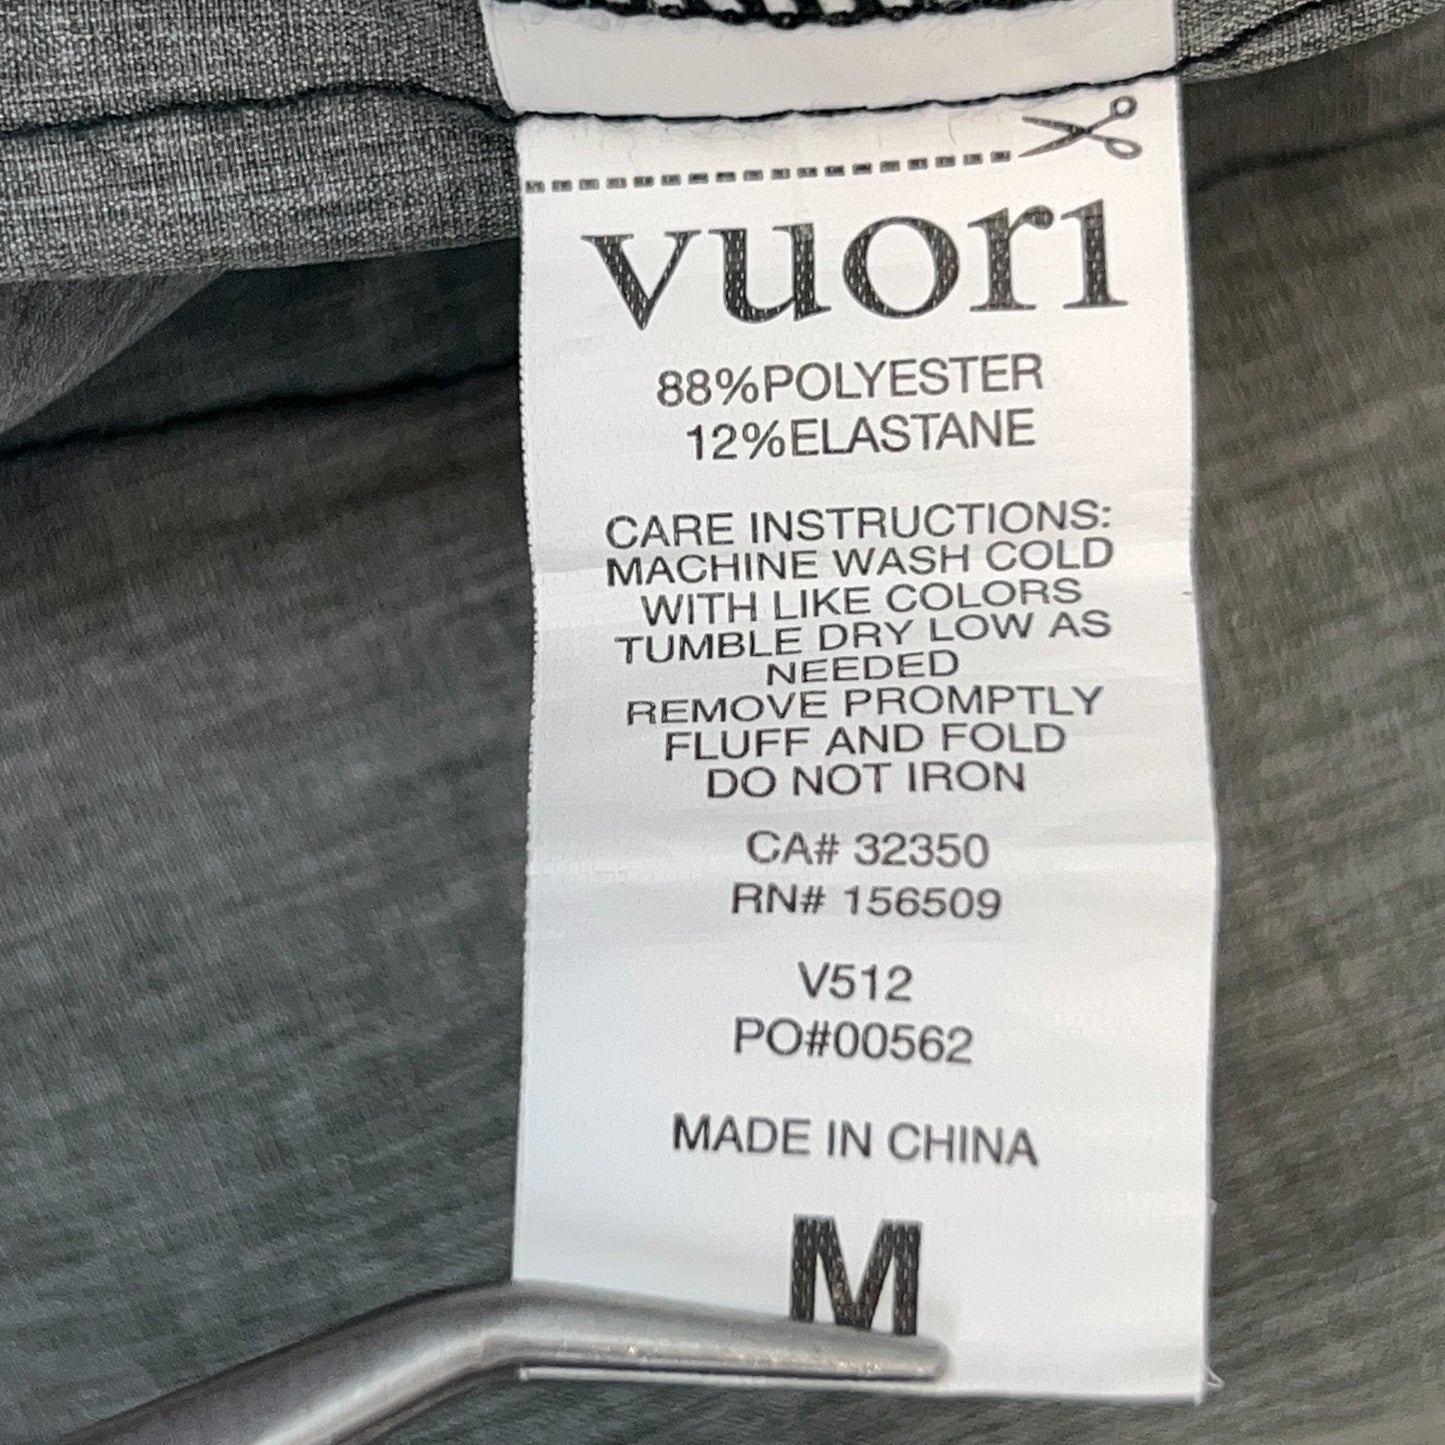 vuori
88%POLYESTER
12%ELASTANE
CARE INSTRUCTIONS:
MACHINE WASH COLD
WITH LIKE COLORS
TUMBLE DRY LOW AS
NEEDED
REMOVE PROMPTLY
FLUFF AND FOLD
DO NOT IRON
CA# 32350
RN# 156509
V512
PO#00562
MADE IN CHINA
M